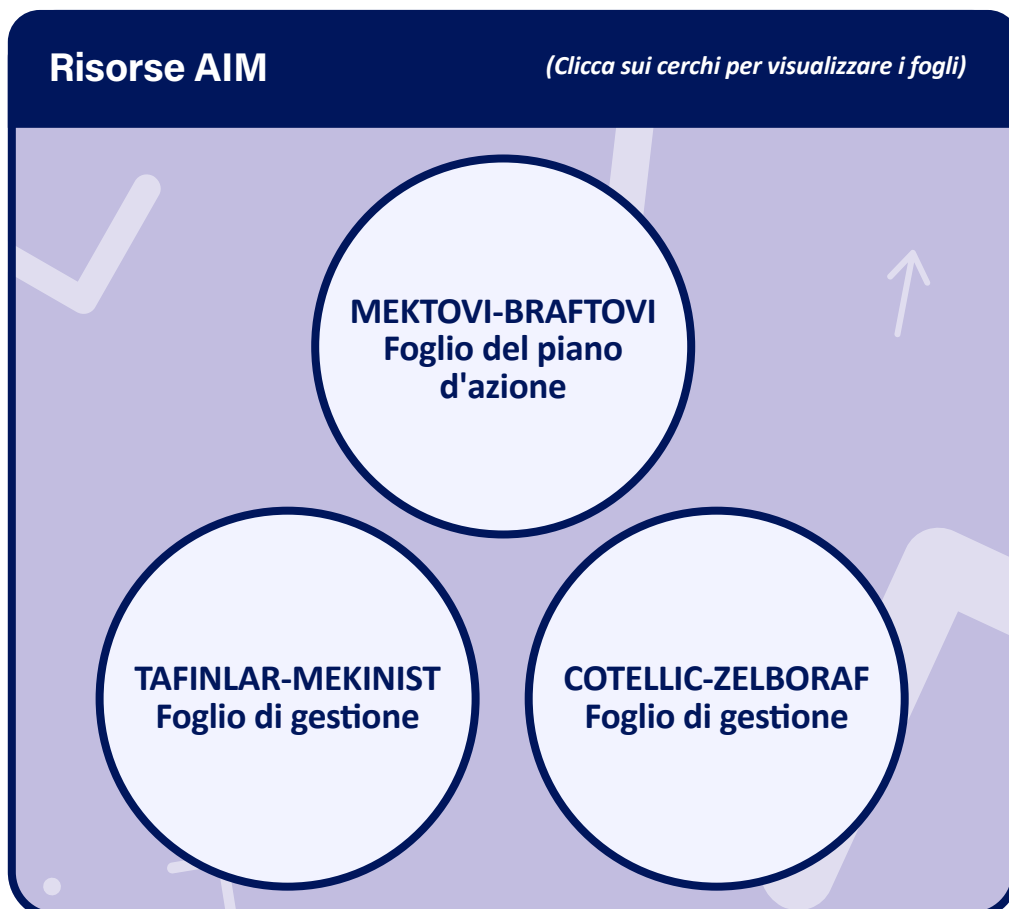 Risorse AIM
(Clicca sui cerchi per visualizzare i fogli)
MEKTOVI-BRAFTOVI
Foglio del piano
d'azione
TAFINLAR-MEKINIST
Foglio di gestione
COTELLIC-ZELBORAF
Foglio di gestione